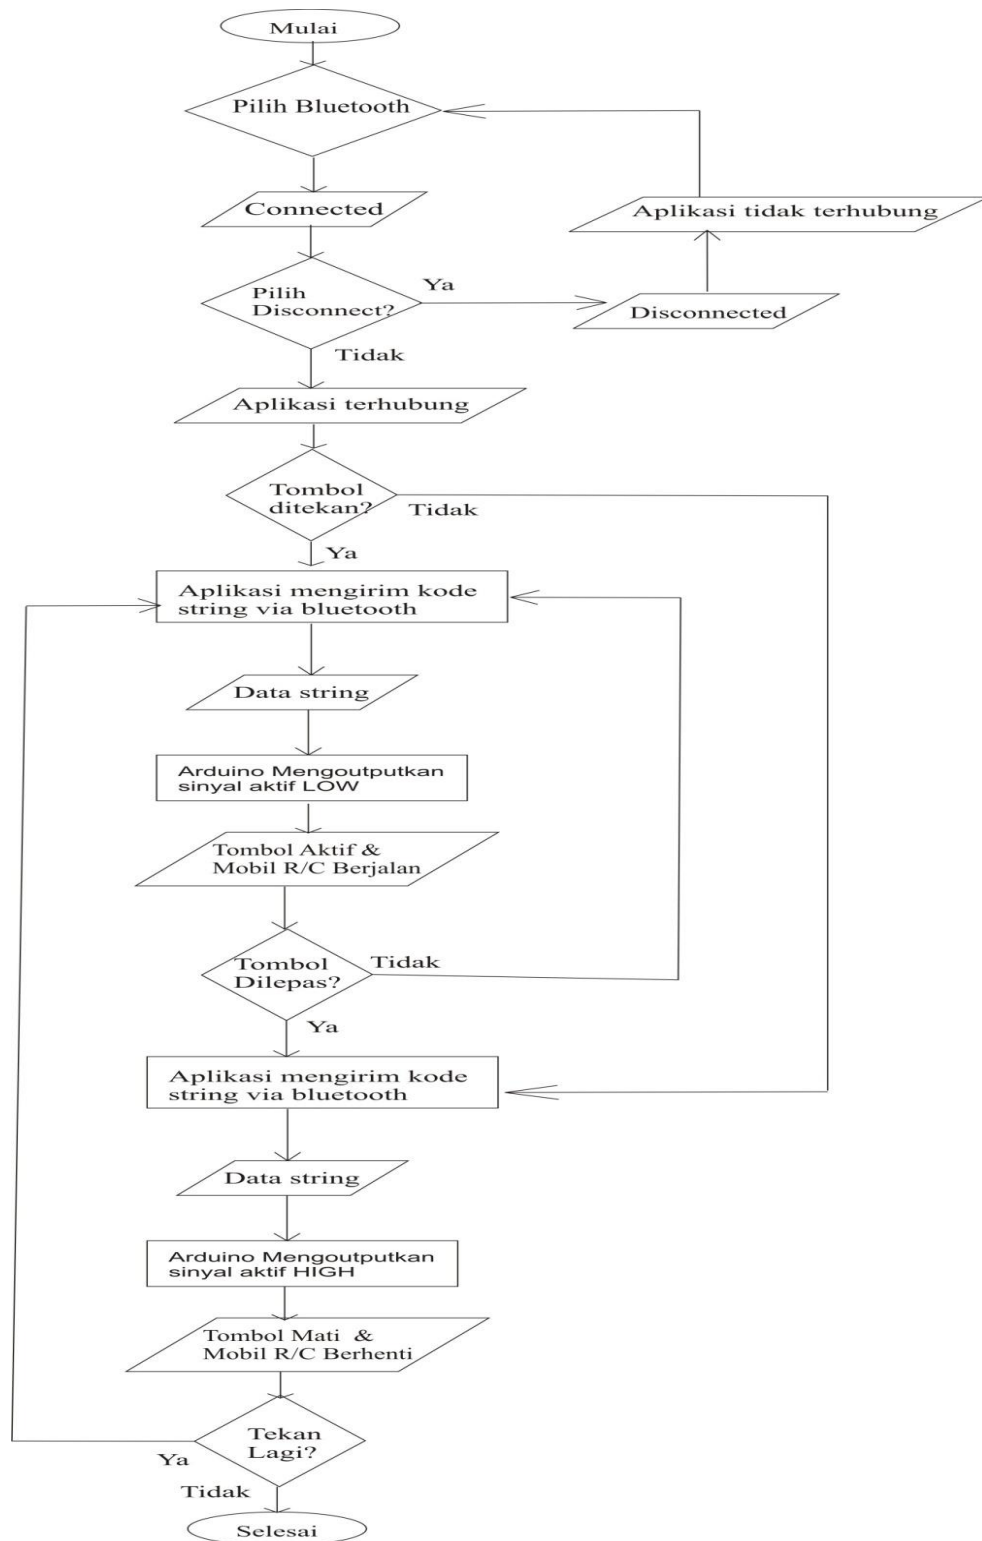 Mulai
Pilih Bluetooth
Connected
Aplikasi tidak terhubung
Pilih
Disconnect?
Ya
Disconnected
Tidak
Aplikasi terhubung
Tombol
ditekan?
Tidak
Ya
Aplikasi mengirim kode
string via bluetooth
Data string
Arduino Mengoutputkan
sinyal aktif LOW
Tombol Aktif &
Mobil R/C Berjalan
Tombol
Dilepas?
Tidak
Ya
Aplikasi mengirim kode
string via bluetooth
Data string
Arduino Mengoutputkan
sinyal aktif HIGH
Tombol Mati &
Mobil R/C Berhenti
Tekan
Lagi?
Ya
Tidak
Selesai